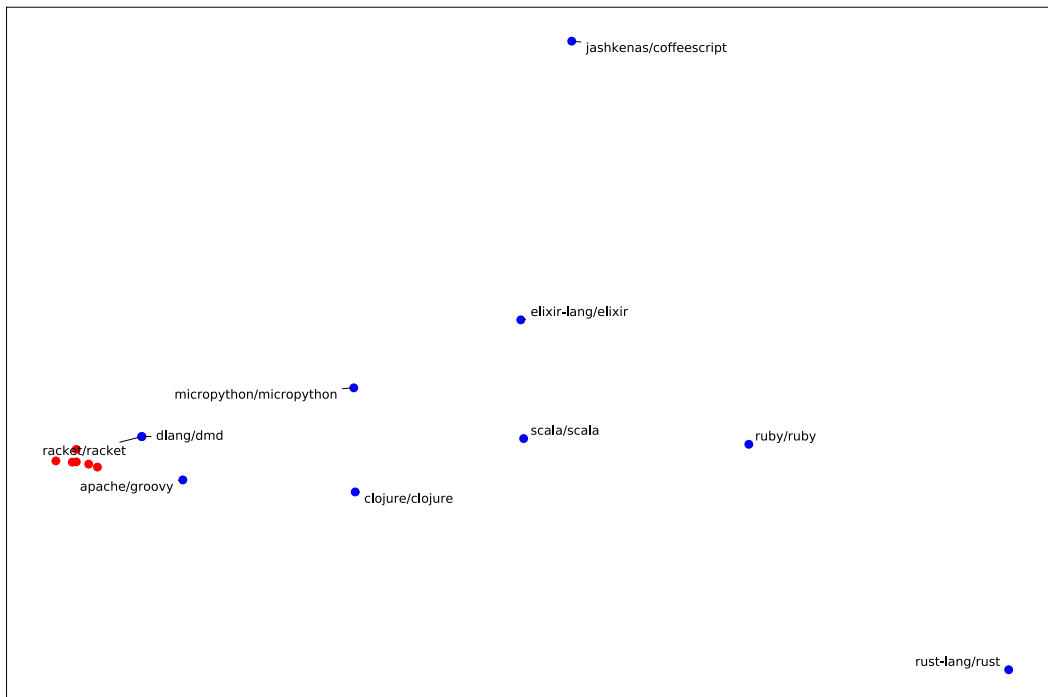 jashkenas/coffeescript
elixir-lang/elixir
micropython/micropython
scala/scala
dlang/dmd
ruby/ruby
racket/racket
apache/groovy
clojure/clojure
rust-lang/rust